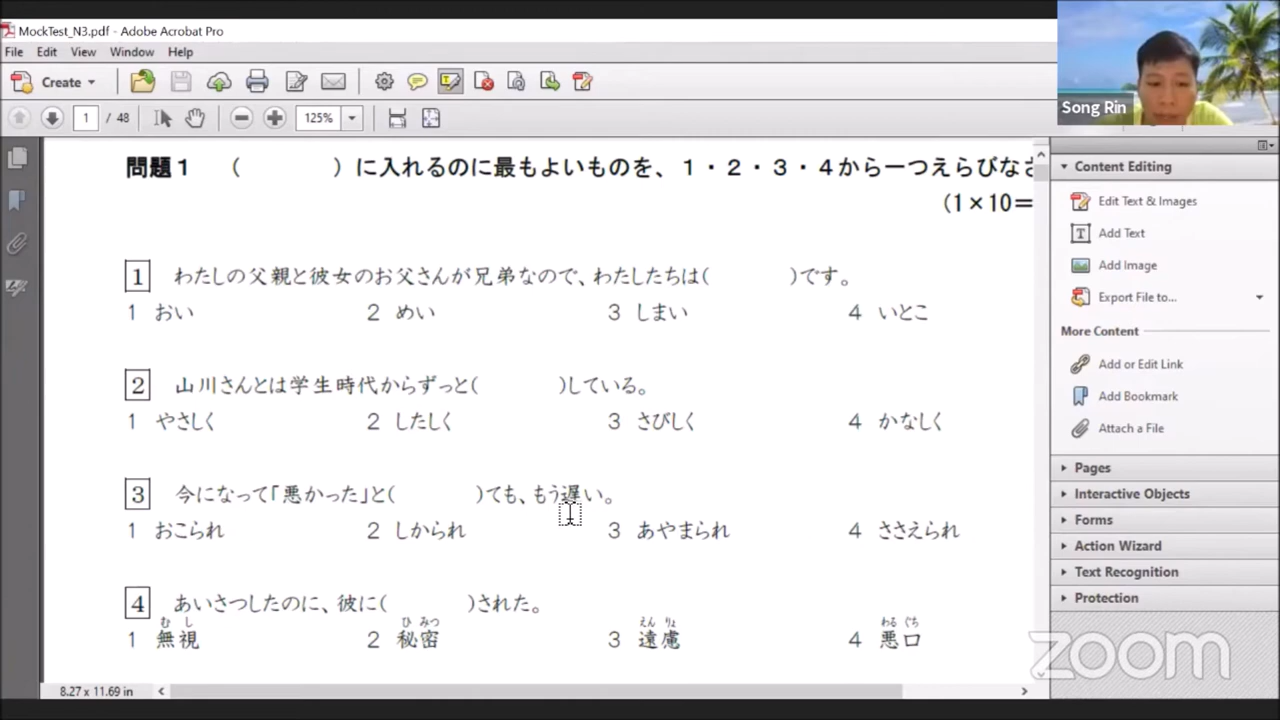 MockTest_N3.pdf - Adobe Acrobat Pro
File Edit View Window Help
Create
1 / 48 125%
Song Rin
問題1 ( )に入れるのに最もよいものを、1・2・3・4から一つえらびなさ
(1×10=
1 わたしの父親と彼女のお父さんが兄弟なので、わたしたちは( )です。
1 おい 2 めい 3 しまい 4 いとこ
2 山川さんとは学生時代からずっと( )している。
1 やさしく 2 したしく 3 さびしく 4 かなしく
3 今になって「悪かった」と( )ても、もう遅い。
1 おこられ 2 しかられ 3 あやまられ 4 ささえられ
4 あいさつしたのに、彼に( )された。
む し ひ みつ えん りょ わる ぐち
1 無視 2 秘密 3 遠慮 4 悪口
8.27 x 11.69 in
Content Editing
Edit Text & Images
Add Text
Add Image
Export File to...
More Content
Add or Edit Link
Add Bookmark
Attach a File
Pages
Interactive Objects
Forms
Action Wizard
Text Recognition
Protection
zoom